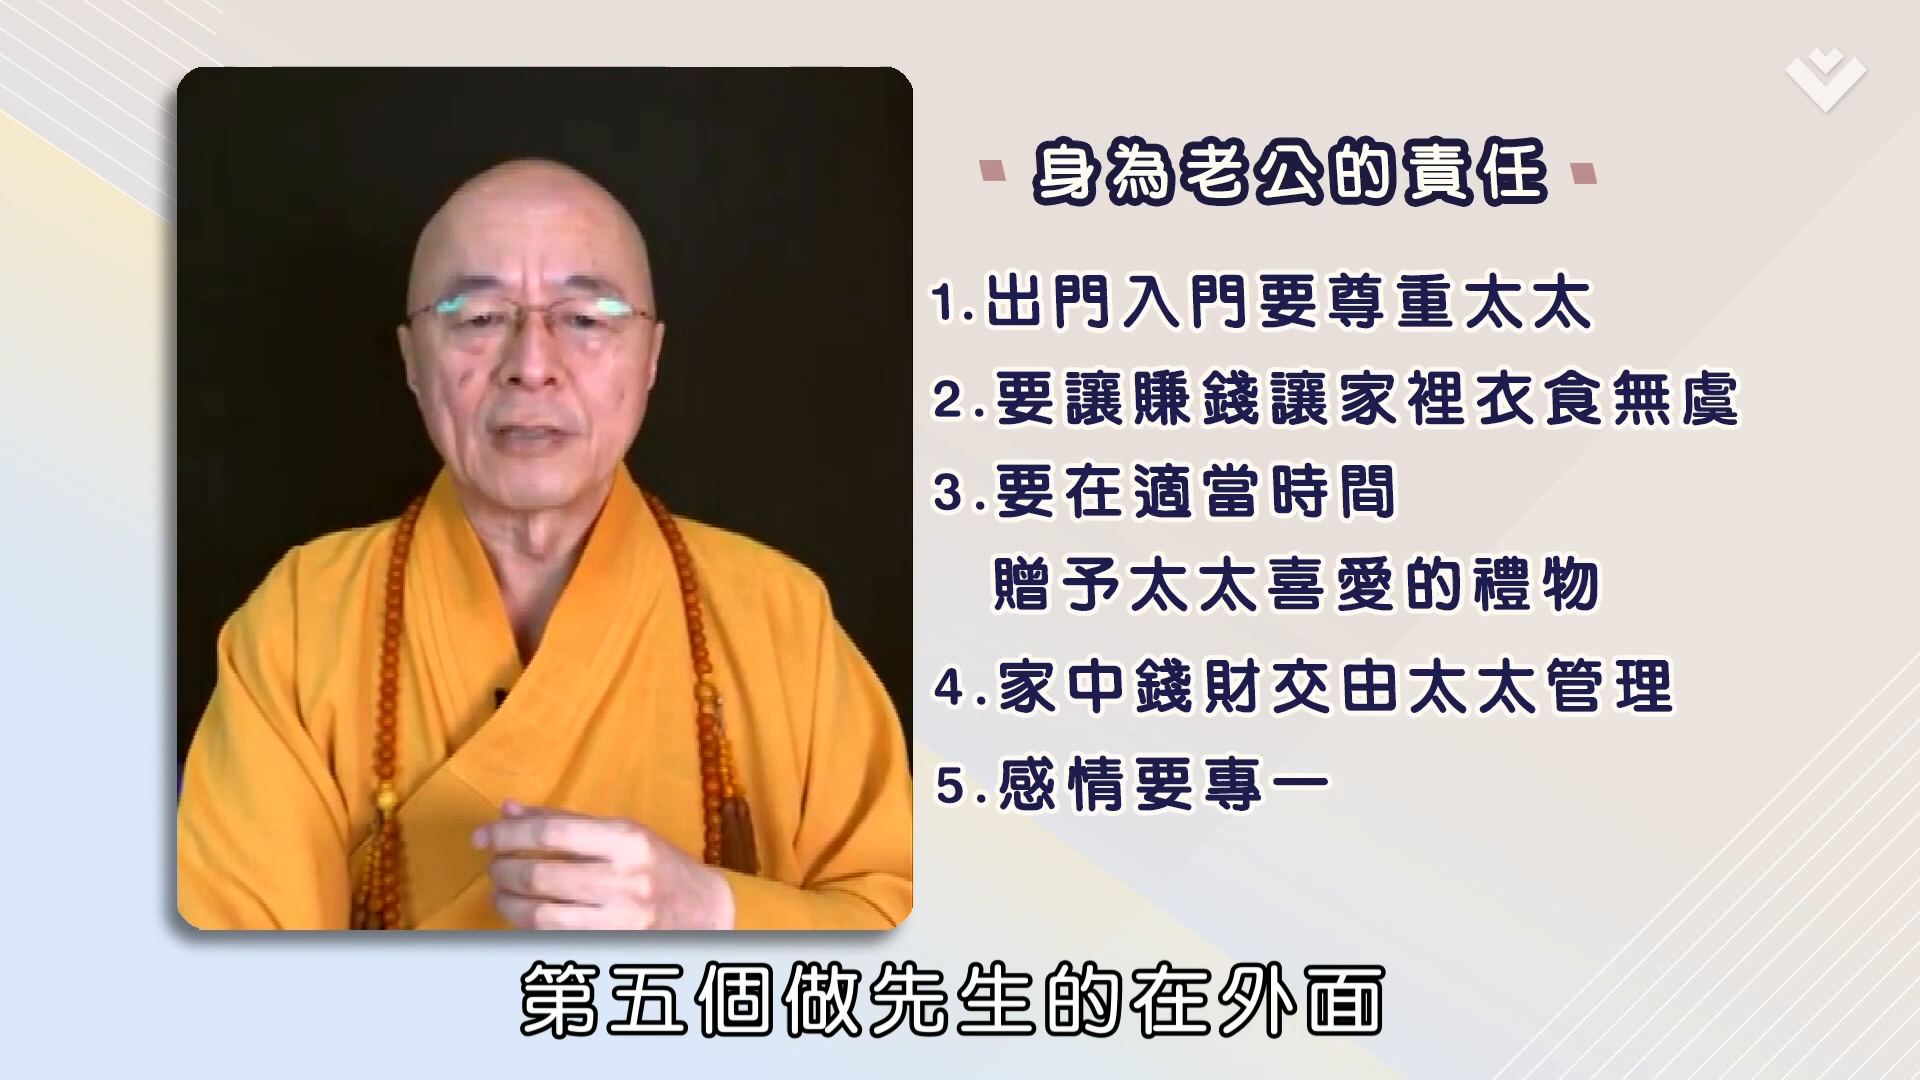 身為老公的責任
1.出門入門要尊重太太
2.要讓賺錢讓家裡衣食無虞
3.要在適當時間
贈予太太喜愛的禮物
4.家中錢財交由太太管理
5.感情要專一
第五個做先生的在外面